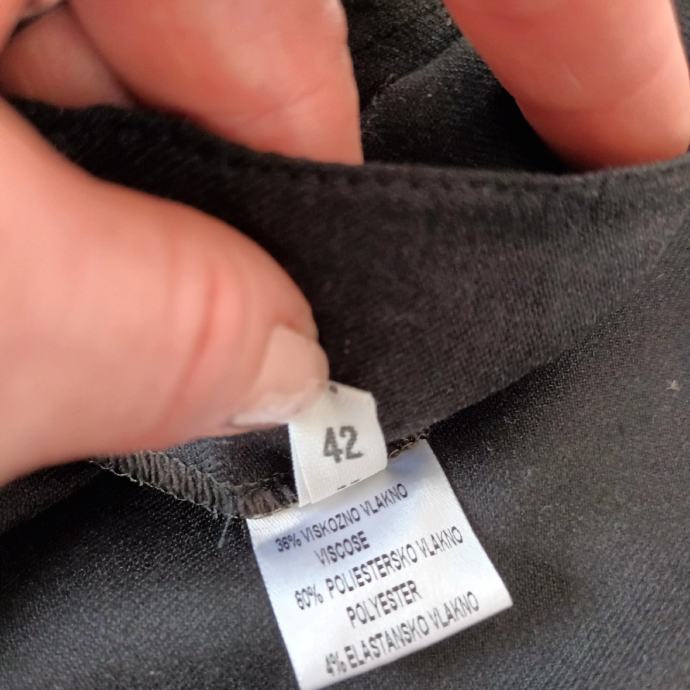 42
36% VISKOZNO VLAKNO
VISCOSE
60% POLIESTERSKO VLAKNO
POLYESTER
4% ELASTANSKO VLAKNO